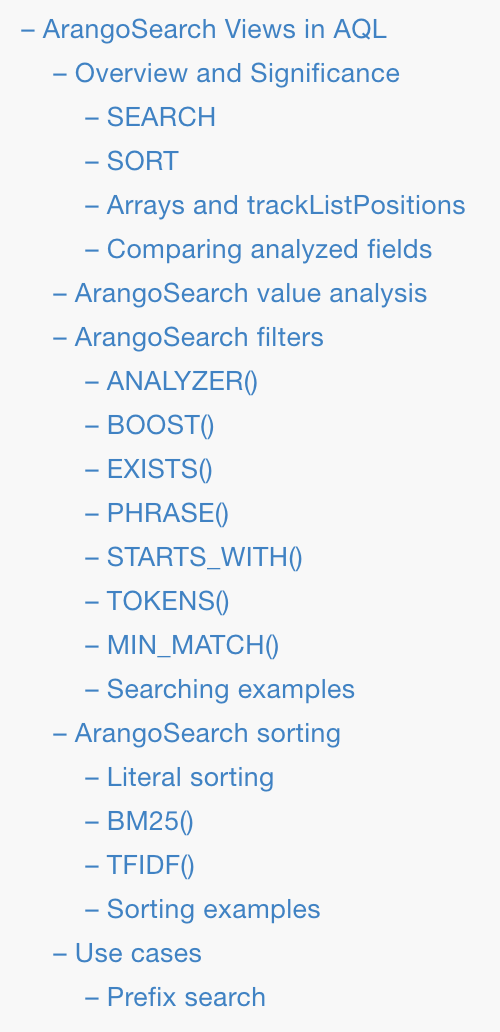 – ArangoSearch Views in AQL
– Overview and Significance
– SEARCH
– SORT
– Arrays and trackListPositions
– Comparing analyzed fields
– ArangoSearch value analysis
– ArangoSearch filters
– ANALYZER()
– BOOST()
– EXISTS()
– PHRASE()
– STARTS_WITH()
– TOKENS()
– MIN_MATCH()
– Searching examples
– ArangoSearch sorting
– Literal sorting
– BM25()
– TFIDF()
– Sorting examples
– Use cases
– Prefix search